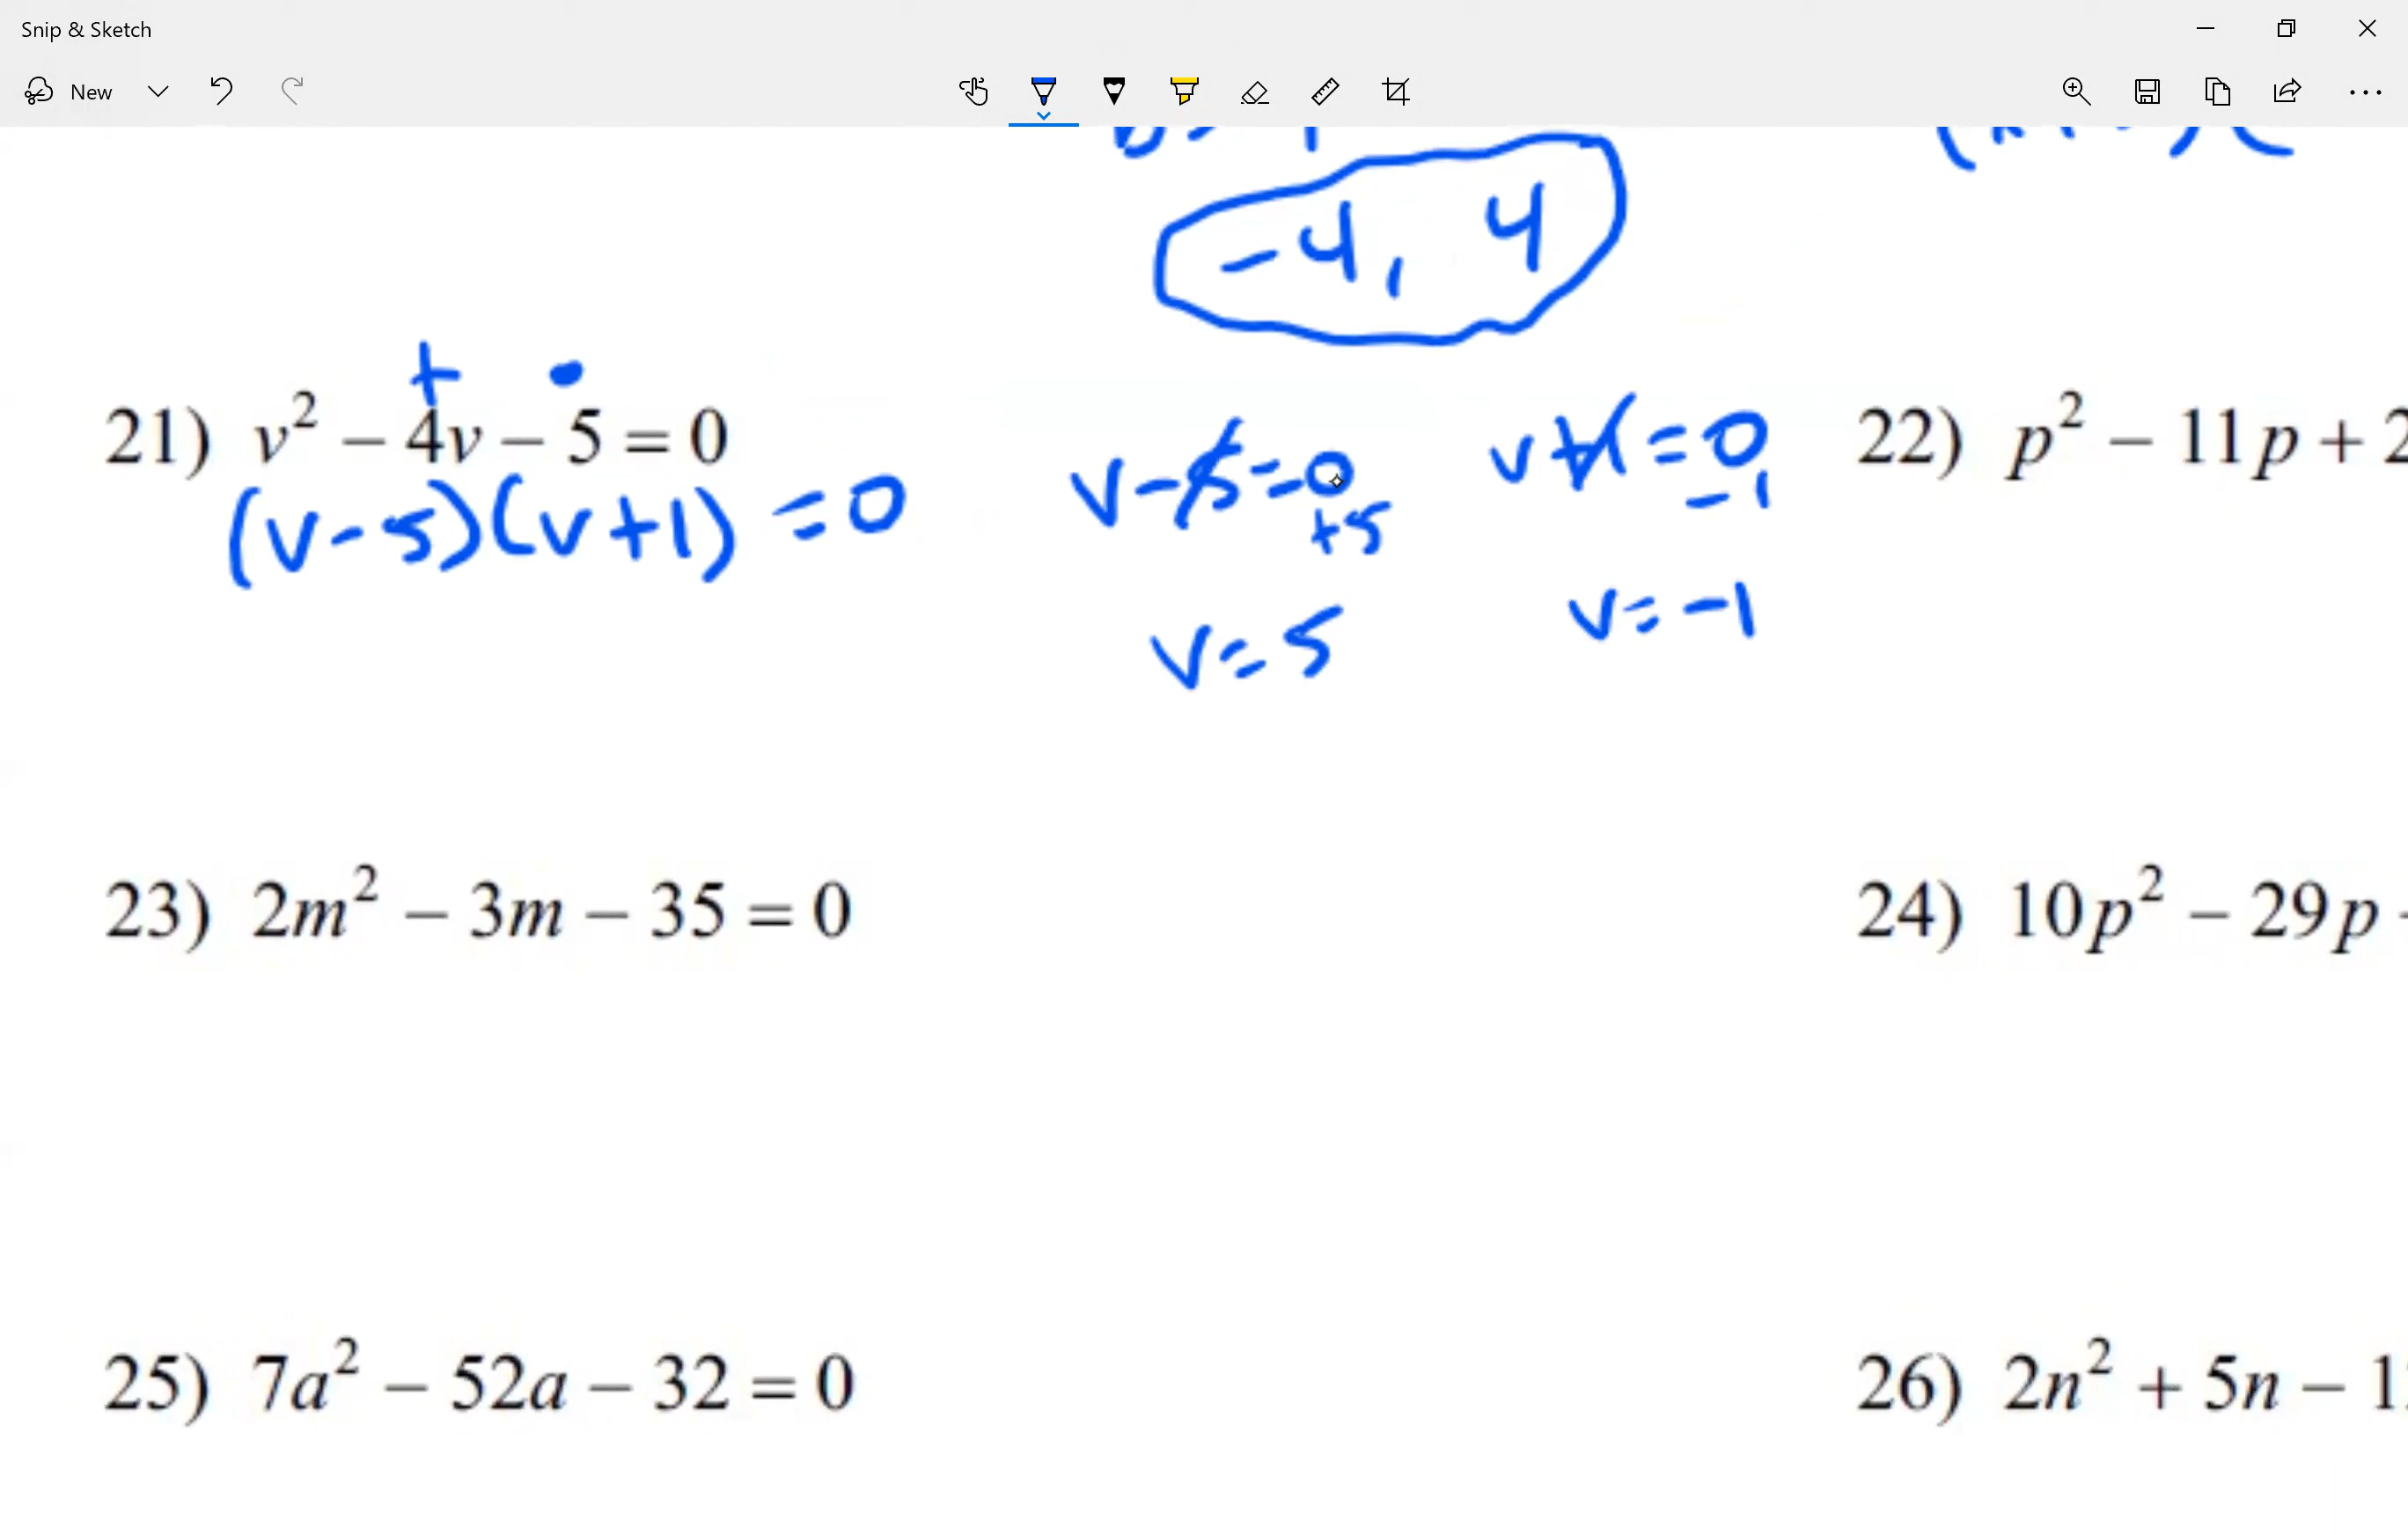 Snip & Sketch
New
-4, 4
+ •
21) v² − 4v − 5 = 0
(v-5)(v+1) = 0
v-5=0
+5
v=5
v+1=0
-1
v=-1
22) p² − 11p + 2
23) 2m² − 3m − 35 = 0
24) 10p² − 29p -
25) 7a² − 52a − 32 = 0
26) 2n² + 5n − 1